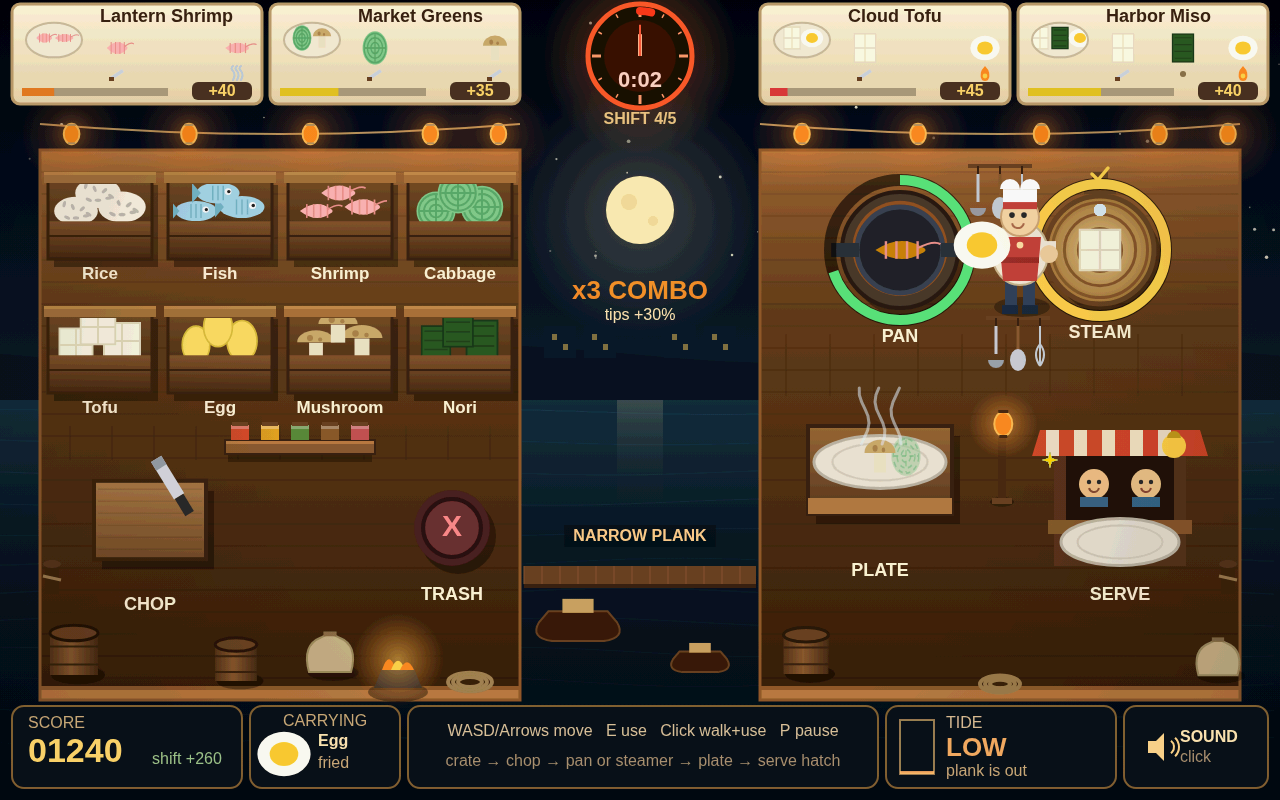 Lantern Shrimp
+40
Market Greens
+35
0:02
SHIFT 4/5
Cloud Tofu
+45
Harbor Miso
+40
Rice
Fish
Shrimp
Cabbage
Tofu
Egg
Mushroom
Nori
x3 COMBO
tips +30%
PAN
STEAM
CHOP
X
TRASH
NARROW PLANK
PLATE
SERVE
SCORE
01240
shift +260
CARRYING
Egg
fried
WASD/Arrows move E use Click walk+use P pause
crate → chop → pan or steamer → plate → serve hatch
TIDE
LOW
plank is out
SOUND
click